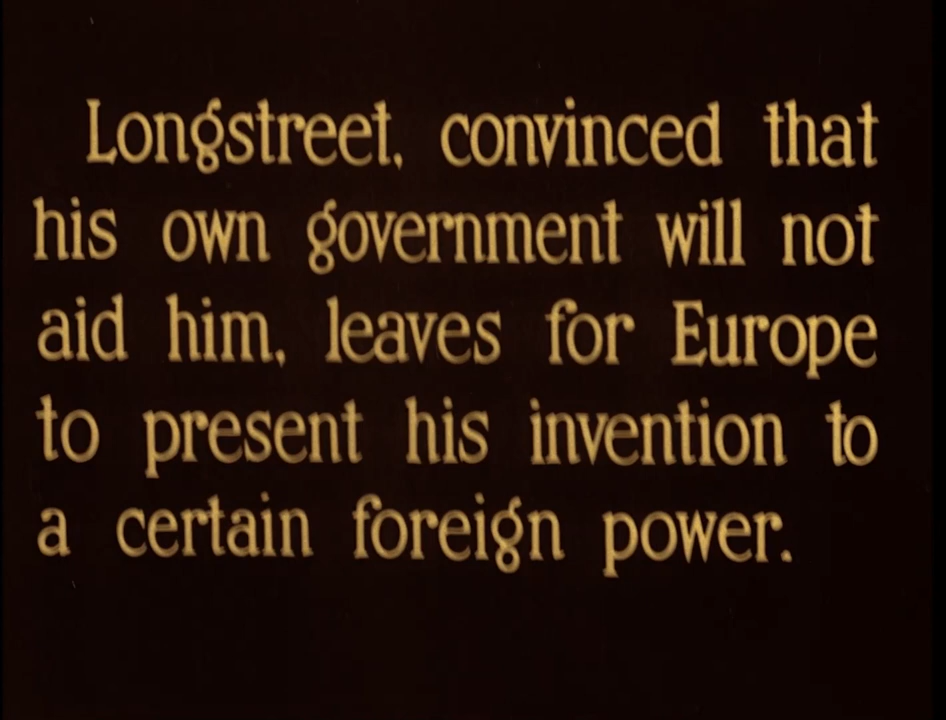 Longstreet, convinced that
his own government will not
aid him, leaves for Europe
to present his invention to
a certain foreign power.